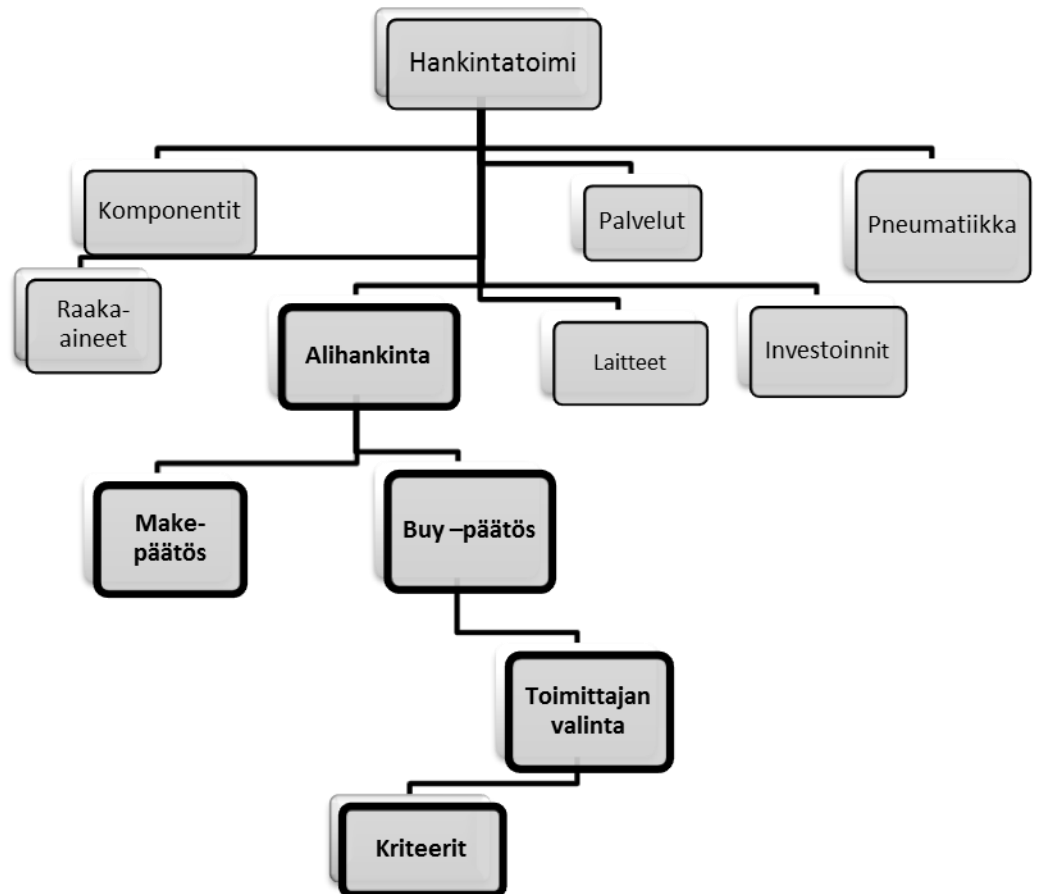 Hankintatoimi
Komponentit
Palvelut
Pneumatiikka
Raaka-
aineet
Alihankinta
Laitteet
Investoinnit
Make-
päätös
Buy –päätös
Toimittajan
valinta
Kriteerit